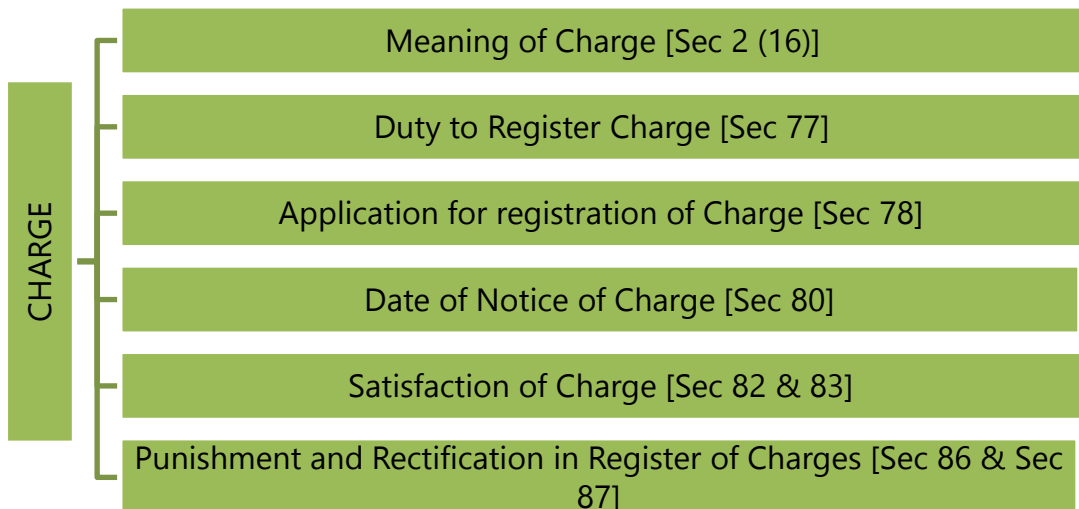 CHARGE
Meaning of Charge [Sec 2 (16)]
Duty to Register Charge [Sec 77]
Application for registration of Charge [Sec 78]
Date of Notice of Charge [Sec 80]
Satisfaction of Charge [Sec 82 & 83]
Punishment and Rectification in Register of Charges [Sec 86 & Sec
87]